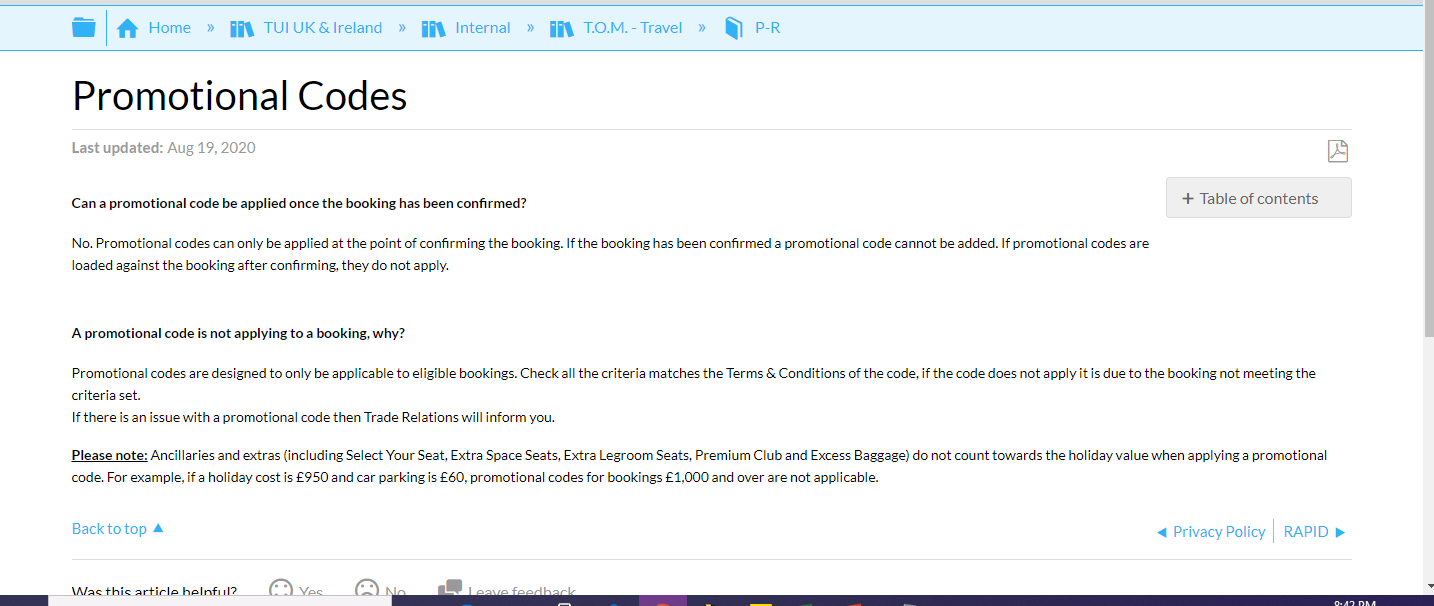 Home » TUI UK & Ireland » Internal » T.O.M. - Travel » P-R
Promotional Codes
Last updated: Aug 19, 2020
+ Table of contents
Can a promotional code be applied once the booking has been confirmed?
No. Promotional codes can only be applied at the point of confirming the booking. If the booking has been confirmed a promotional code cannot be added. If promotional codes are
loaded against the booking after confirming, they do not apply.
A promotional code is not applying to a booking, why?
Promotional codes are designed to only be applicable to eligible bookings. Check all the criteria matches the Terms & Conditions of the code, if the code does not apply it is due to the booking not meeting the
criteria set.
If there is an issue with a promotional code then Trade Relations will inform you.
Please note: Ancillaries and extras (including Select Your Seat, Extra Space Seats, Extra Legroom Seats, Premium Club and Excess Baggage) do not count towards the holiday value when applying a promotional
code. For example, if a holiday cost is £950 and car parking is £60, promotional codes for bookings £1,000 and over are not applicable.
Back to top ▲
◀ Privacy Policy | RAPID ▶
Was this article helpful? Yes No Leave feedback
8:42 PM